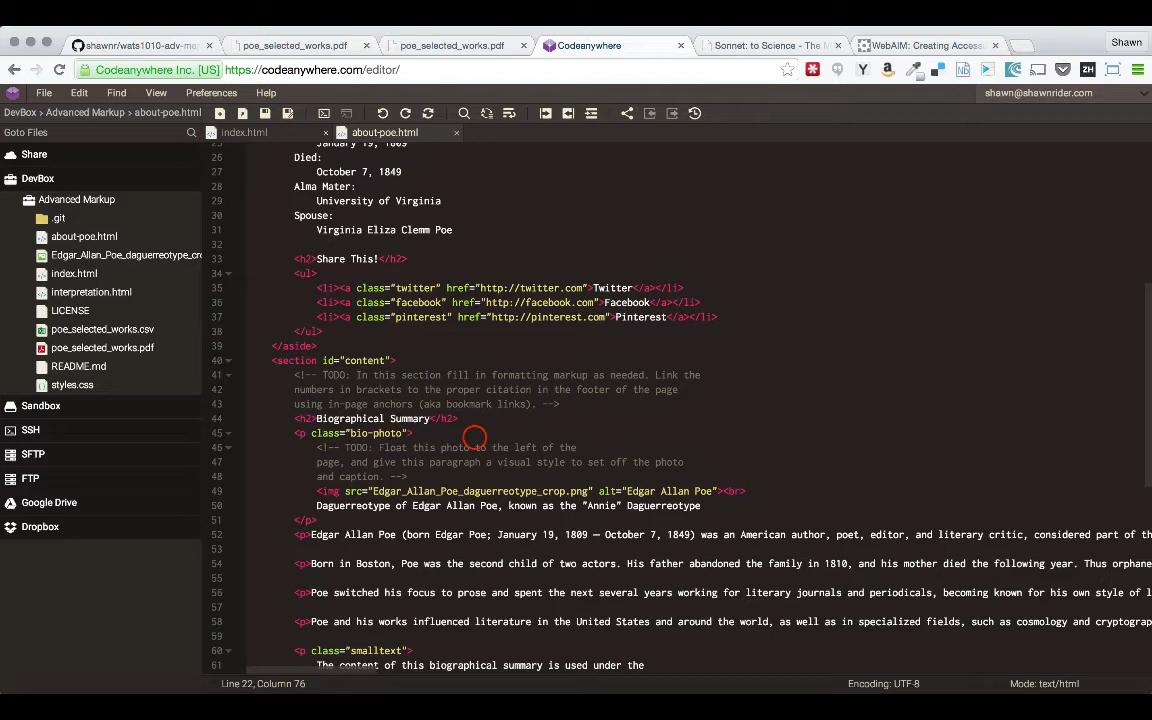 shawnr/wats1010-adv-ma
poe_selected_works.pdf
poe_selected_works.pdf
Codeanywhere
Sonnet: to Science - The M
WebAIM: Creating Access
Shawn
Codeanywhere Inc. [US]
https://codeanywhere.com/editor/
File Edit Find View Preferences Help
shawn@shawnrider.com
DevBox > Advanced Markup > about-poe.html
Goto Files
index.html
about-poe.html
Share
DevBox
Advanced Markup
.git
about-poe.html
Edgar_Allan_Poe_daguerreotype_cro
index.html
interpretation.html
LICENSE
poe_selected_works.csv
poe_selected_works.pdf
README.md
styles.css
Sandbox
SSH
SFTP
FTP
Google Drive
Dropbox
25 January 19, 1809
26 Died:
27 October 7, 1849
28 Alma Mater:
29 University of Virginia
30 Spouse:
31 Virginia Eliza Clemm Poe
32
33 <h2>Share This!</h2>
34 <ul>
35 <li><a class="twitter" href="http://twitter.com">Twitter</a></li>
36 <li><a class="facebook" href="http://facebook.com">Facebook</a></li>
37 <li><a class="pinterest" href="http://pinterest.com">Pinterest</a></li>
38 </ul>
39 </aside>
40 <section id="content">
41 <!-- TODO: In this section fill in formatting markup as needed. Link the
42 numbers in brackets to the proper citation in the footer of the page
43 using in-page anchors (aka bookmark links). -->
44 <h2>Biographical Summary</h2>
45 <p class="bio-photo">
46 <!-- TODO: Float this photo to the left of the
47 page, and give this paragraph a visual style to set off the photo
48 and caption. -->
49 <img src="Edgar_Allan_Poe_daguerreotype_crop.png" alt="Edgar Allan Poe"><br>
50 Daguerreotype of Edgar Allan Poe, known as the "Annie" Daguerreotype
51 </p>
52 <p>Edgar Allan Poe (born Edgar Poe; January 19, 1809 – October 7, 1849) was an American author, poet, editor, and literary critic, considered part of th
53
54 <p>Born in Boston, Poe was the second child of two actors. His father abandoned the family in 1810, and his mother died the following year. Thus orphane
55
56 <p>Poe switched his focus to prose and spent the next several years working for literary journals and periodicals, becoming known for his own style of l
57
58 <p>Poe and his works influenced literature in the United States and around the world, as well as in specialized fields, such as cosmology and cryptograp
59
60 <p class="smalltext">
61 The content of this biographical summary is used under the
Line 22, Column 76
Encoding: UTF-8
Mode: text/html